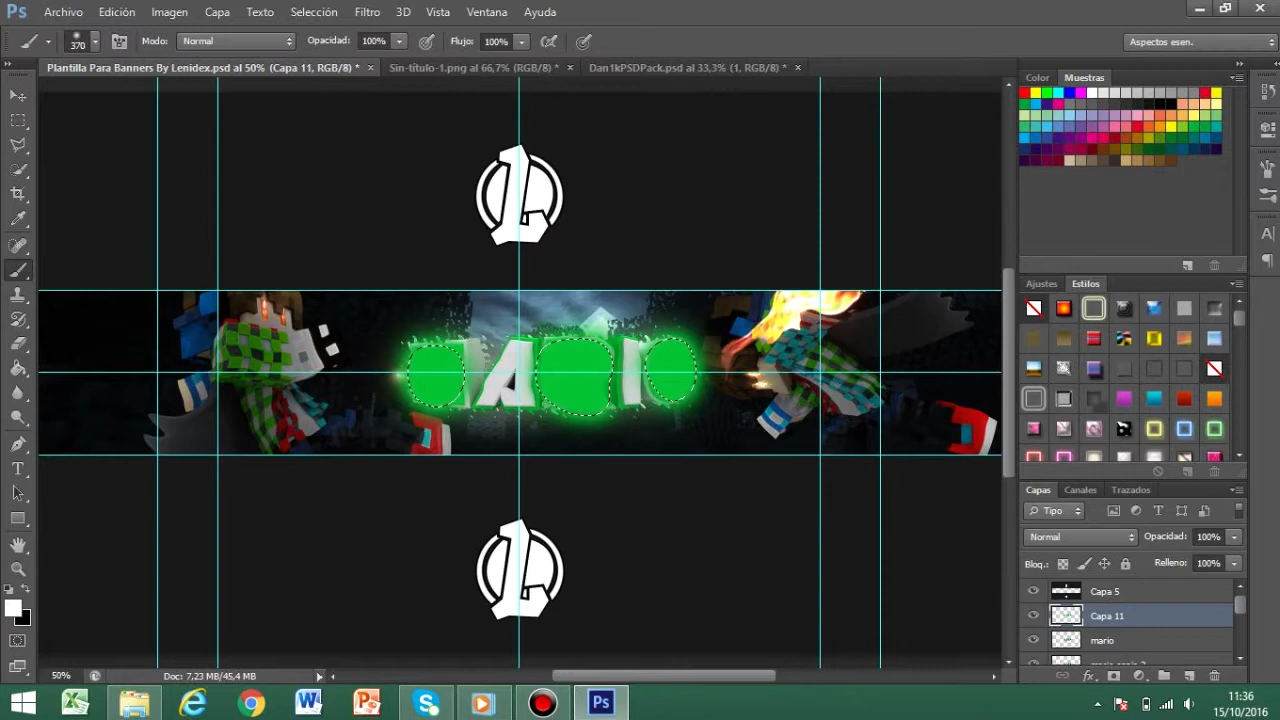 Ps Archivo Edición Imagen Capa Texto Selección Filtro 3D Vista Ventana Ayuda
370 Modo: Normal Opacidad: 100% Flujo: 100% Aspectos esen.
Plantilla Para Banners By Lenidex.psd al 50% (Capa 11, RGB/8) * Sin-título-1.png al 66,7% (RGB/8) * Dan1kPSDPack.psd al 33,3% (1, RGB/8) *
Color Muestras
Ajustes Estilos
Capas Canales Trazados
Tipo
Normal Opacidad: 100%
Bloq.: Relleno: 100%
Capa 5
Capa 11
mario
50% Doc: 7,23 MB/45,4 MB
11:36
15/10/2016